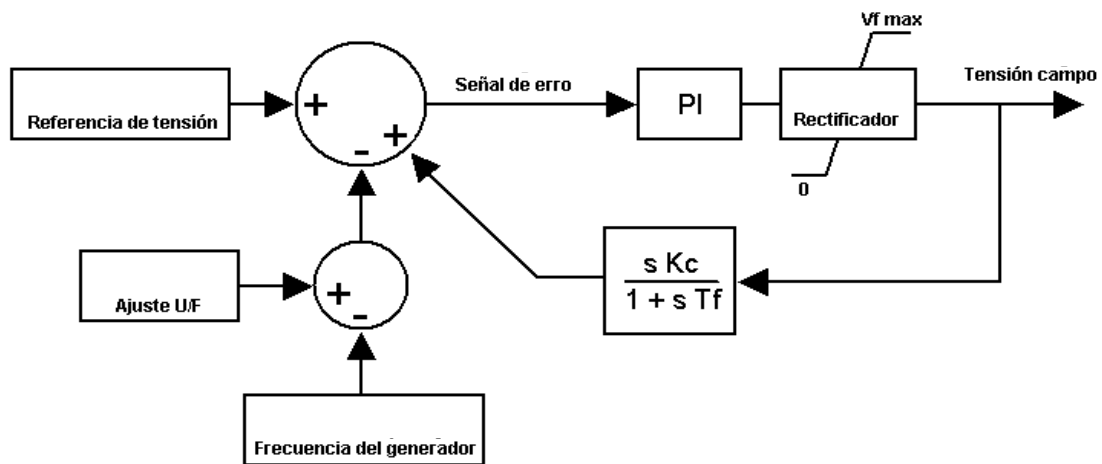 Vf max
Señal de erro
Tensión campo
Referencia de tensión
+
+
-
PI
Rectificador
0
Ajuste U/F
+
-
s Kc
1 + s Tf
Frecuencia del generador